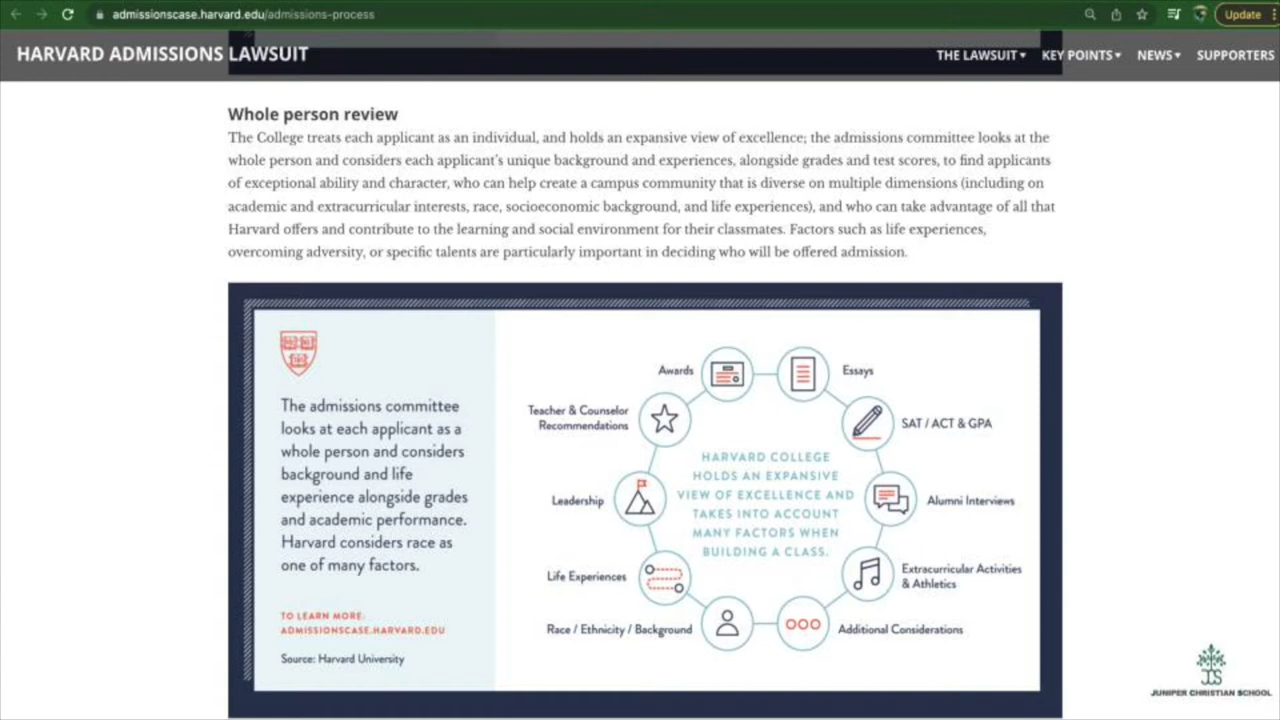 admissionscase.harvard.edu/admissions-process
Update
HARVARD ADMISSIONS LAWSUIT
THE LAWSUIT
KEY POINTS
NEWS
SUPPORTERS
Whole person review
The College treats each applicant as an individual, and holds an expansive view of excellence; the admissions committee looks at the
whole person and considers each applicant's unique background and experiences, alongside grades and test scores, to find applicants
of exceptional ability and character, who can help create a campus community that is diverse on multiple dimensions (including on
academic and extracurricular interests, race, socioeconomic background, and life experiences), and who can take advantage of all that
Harvard offers and contribute to the learning and social environment for their classmates. Factors such as life experiences,
overcoming adversity, or specific talents are particularly important in deciding who will be offered admission.
The admissions committee
looks at each applicant as a
whole person and considers
background and life
experience alongside grades
and academic performance.
Harvard considers race as
one of many factors.
TO LEARN MORE:
ADMISSIONSCASE.HARVARD.EDU
Source: Harvard University
Awards
Essays
Teacher & Counselor
Recommendations
SAT / ACT & GPA
Leadership
Alumni Interviews
Life Experiences
Extracurricular Activities
& Athletics
Race / Ethnicity / Background
Additional Considerations
HARVARD COLLEGE
HOLDS AN EXPANSIVE
VIEW OF EXCELLENCE AND
TAKES INTO ACCOUNT
MANY FACTORS WHEN
BUILDING A CLASS.
JCS
JUNIPER CHRISTIAN SCHOOL